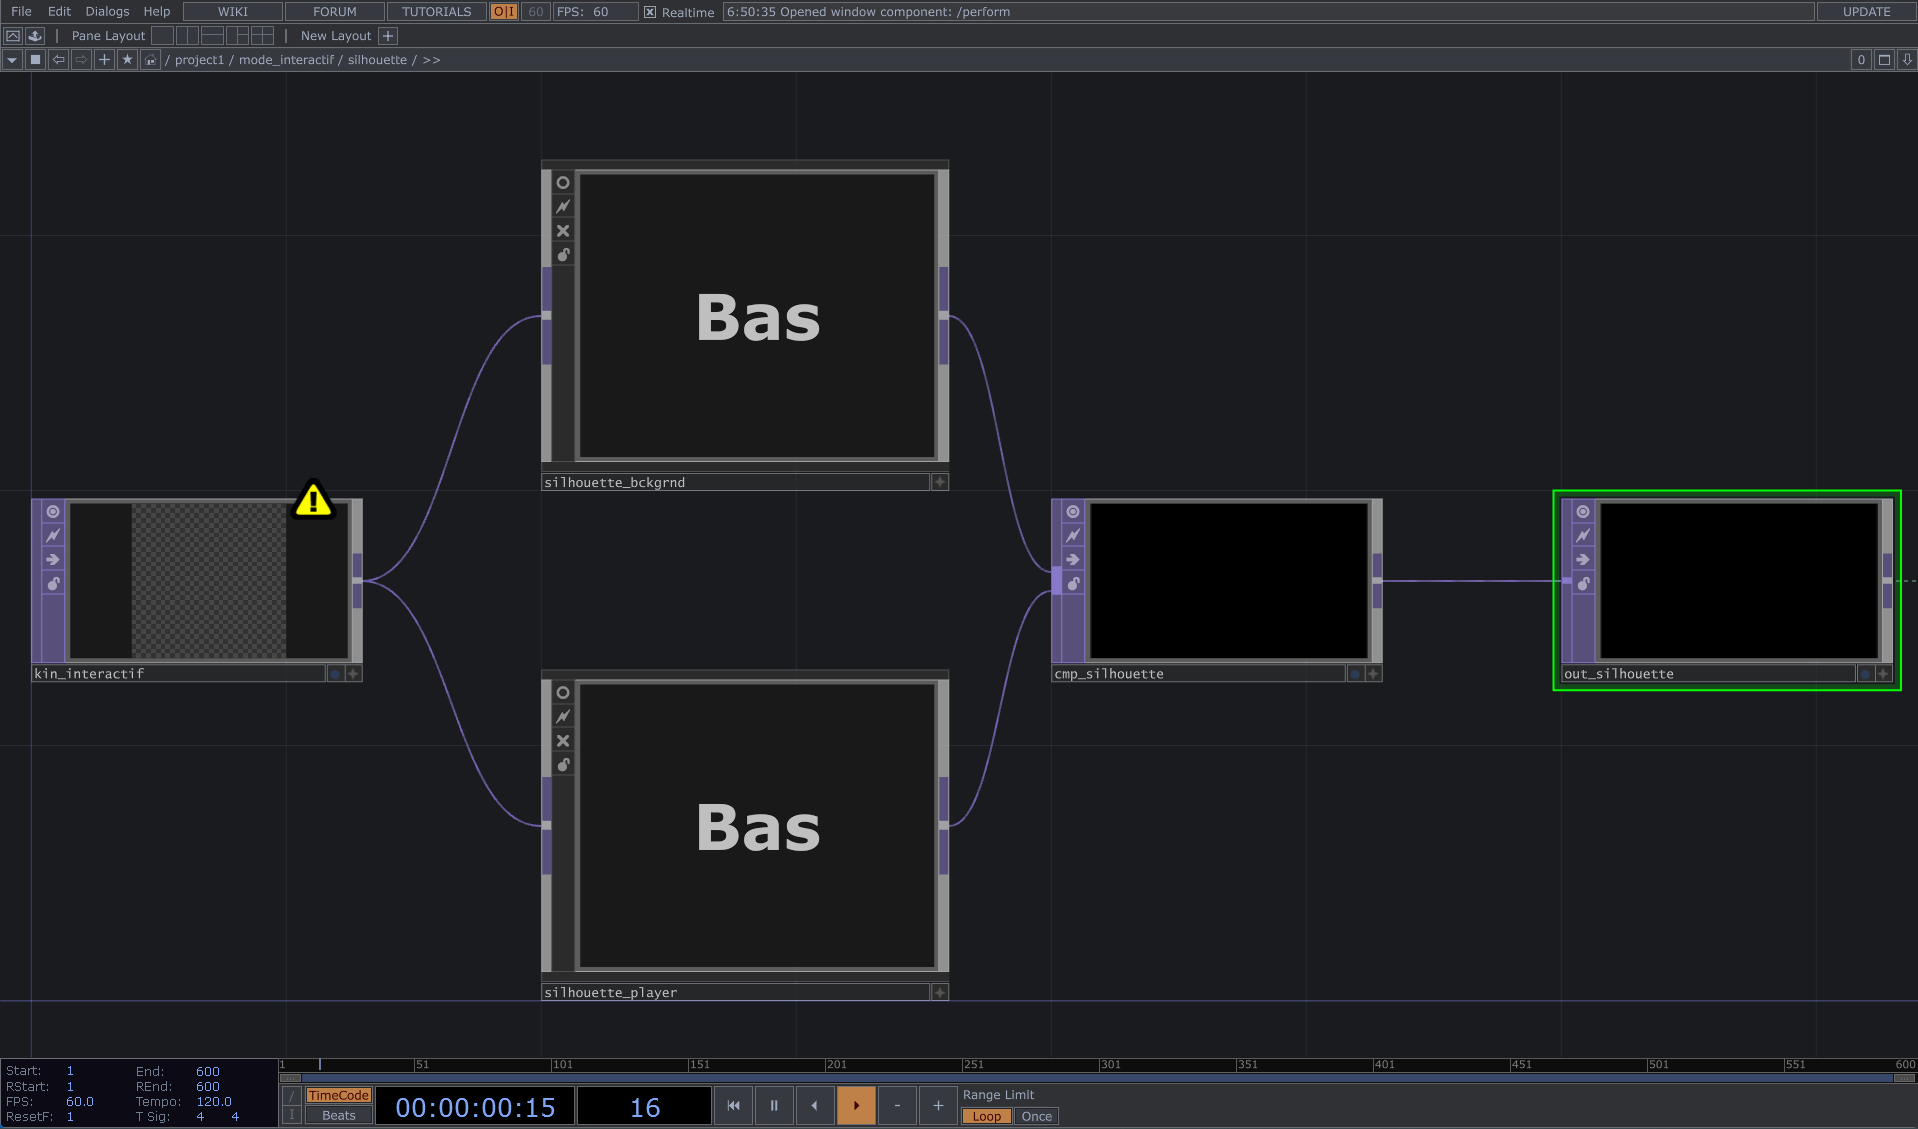 File Edit Dialogs Help WIKI FORUM TUTORIALS O|I 60 FPS: 60 Realtime 6:50:35 Opened window component: /perform UPDATE
Pane Layout New Layout +
/ project1 / mode_interactif / silhouette / >> 0
Bas
silhouette_bckgrnd
kin_interactif
cmp_silhouette
out_silhouette
Bas
silhouette_player
1 51 101 151 201 251 301 351 401 451 501 551 600
Start: 1 End: 600
RStart: 1 REnd: 600
FPS: 60.0 Tempo: 120.0
ResetF: 1 T Sig: 4 4
/ TimeCode
I Beats
00:00:00:15
16
- +
Range Limit
Loop Once